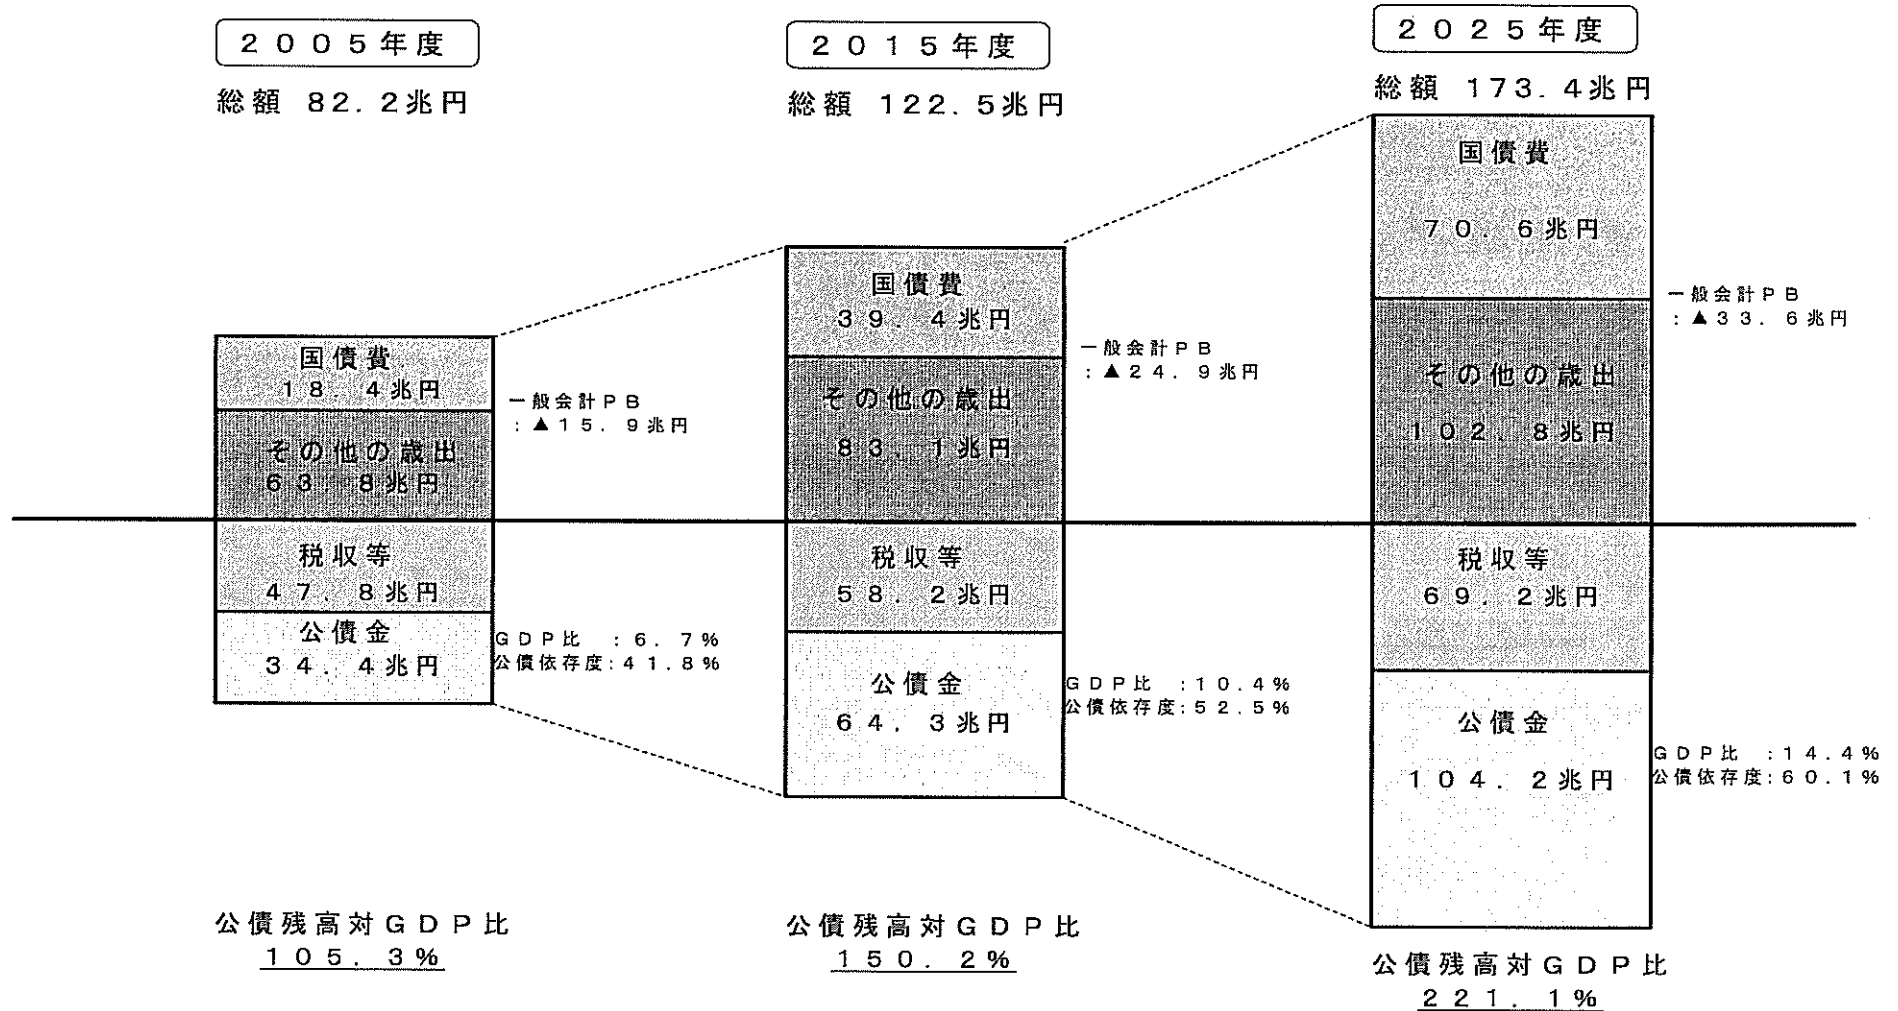 ２００５年度
総額 82.2兆円
国債費
１８．４兆円
その他の歳出
６３．８兆円
一般会計ＰＢ
：▲１５．９兆円
税収等
４７．８兆円
公債金
３４．４兆円
ＧＤＰ比 ：６．７％
公債依存度：４１．８％
公債残高対ＧＤＰ比
１０５．３％
２０１５年度
総額 122.5兆円
国債費
３９．４兆円
その他の歳出
８３．１兆円
一般会計ＰＢ
：▲２４．９兆円
税収等
５８．２兆円
公債金
６４．３兆円
ＧＤＰ比 ：１０．４％
公債依存度：５２．５％
公債残高対ＧＤＰ比
１５０．２％
２０２５年度
総額 173.4兆円
国債費
７０．６兆円
その他の歳出
１０２．８兆円
一般会計ＰＢ
：▲３３．６兆円
税収等
６９．２兆円
公債金
１０４．２兆円
ＧＤＰ比 ：１４．４％
公債依存度：６０．１％
公債残高対ＧＤＰ比
２２１．１％